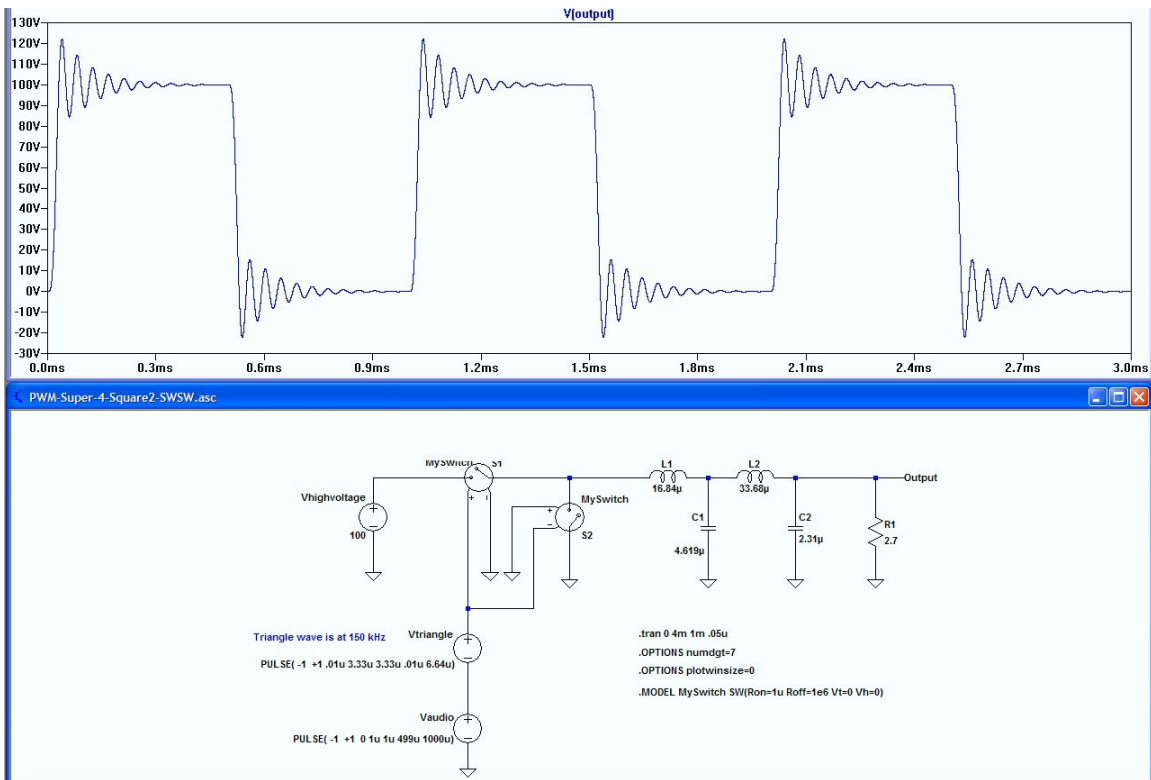 V(output)
130V
120V
110V
100V
90V
80V
70V
60V
50V
40V
30V
20V
10V
0V
-10V
-20V
-30V
0.0ms 0.3ms 0.6ms 0.9ms 1.2ms 1.5ms 1.8ms 2.1ms 2.4ms 2.7ms 3.0ms
PWM-Super-4-Square2-SWSW.asc
MySwitch S1
L1
16.84µ
L2
33.68µ
Output
Vhighvoltage
100
MySwitch
S2
C1
4.619µ
C2
2.31µ
R1
2.7
Triangle wave is at 150 kHz
Vtriangle
PULSE( -1 +1 .01u 3.33u 3.33u .01u 6.64u)
Vaudio
PULSE( -1 +1 0 1u 1u 499u 1000u)
.tran 0 4m 1m .05u
.OPTIONS numdgt=7
.OPTIONS plotwinsize=0
.MODEL MySwitch SW(Ron=1u Roff=1e6 Vt=0 Vh=0)